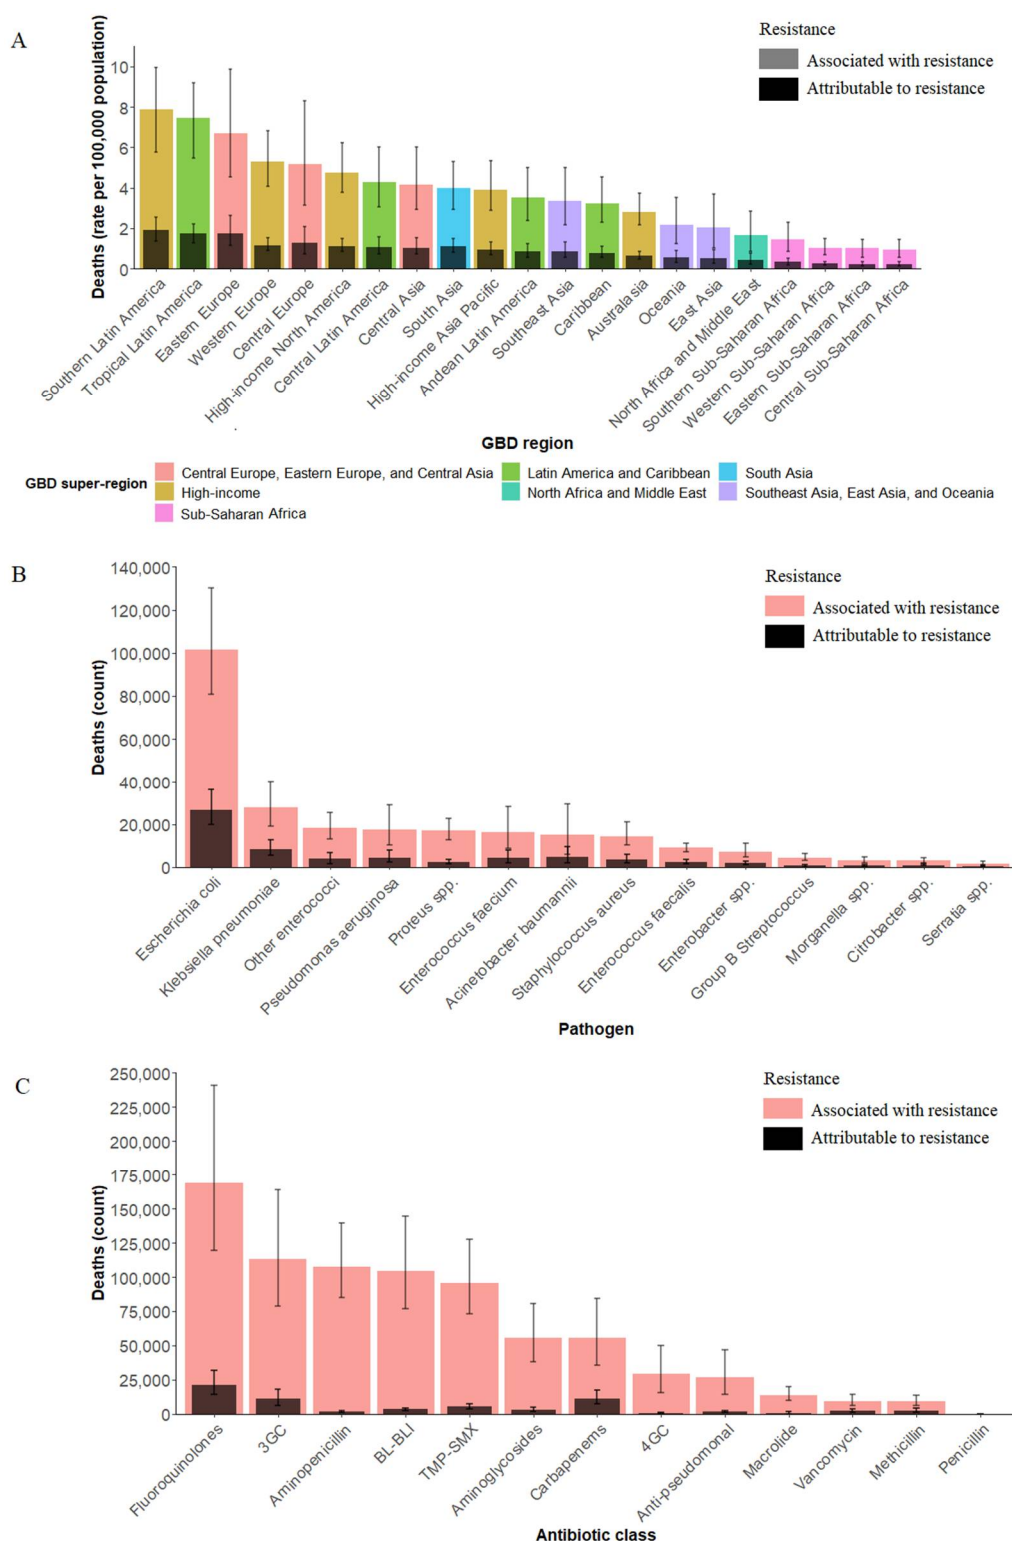 A
Resistance
Associated with resistance
Attributable to resistance
Deaths (rate per 100,000 population)
10
8
6
4
2
0
Southern Latin America
Tropical Latin America
Eastern Europe
Western Europe
Central Europe
High-income North America
Central Latin America
Central Asia
South Asia
High-income Asia Pacific
Andean Latin America
Southeast Asia
Caribbean
Australasia
Oceania
East Asia
North Africa and Middle East
Southern Sub-Saharan Africa
Western Sub-Saharan Africa
Eastern Sub-Saharan Africa
Central Sub-Saharan Africa
GBD region
GBD super-region
Central Europe, Eastern Europe, and Central Asia
Latin America and Caribbean
South Asia
High-income
North Africa and Middle East
Southeast Asia, East Asia, and Oceania
Sub-Saharan Africa
B
Resistance
Associated with resistance
Attributable to resistance
Deaths (count)
140,000
120,000
100,000
80,000
60,000
40,000
20,000
0
Escherichia coli
Klebsiella pneumoniae
Other enterococci
Pseudomonas aeruginosa
Proteus spp.
Enterococcus faecium
Acinetobacter baumannii
Staphylococcus aureus
Enterococcus faecalis
Enterobacter spp.
Group B Streptococcus
Morganella spp.
Citrobacter spp.
Serratia spp.
Pathogen
C
Resistance
Associated with resistance
Attributable to resistance
Deaths (count)
250,000
225,000
200,000
175,000
150,000
125,000
100,000
75,000
50,000
25,000
0
Fluoroquinolones
3GC
Aminopenicillin
BL-BLI
TMP-SMX
Aminoglycosides
Carbapenems
4GC
Anti-pseudomonal
Macrolide
Vancomycin
Methicillin
Penicillin
Antibiotic class